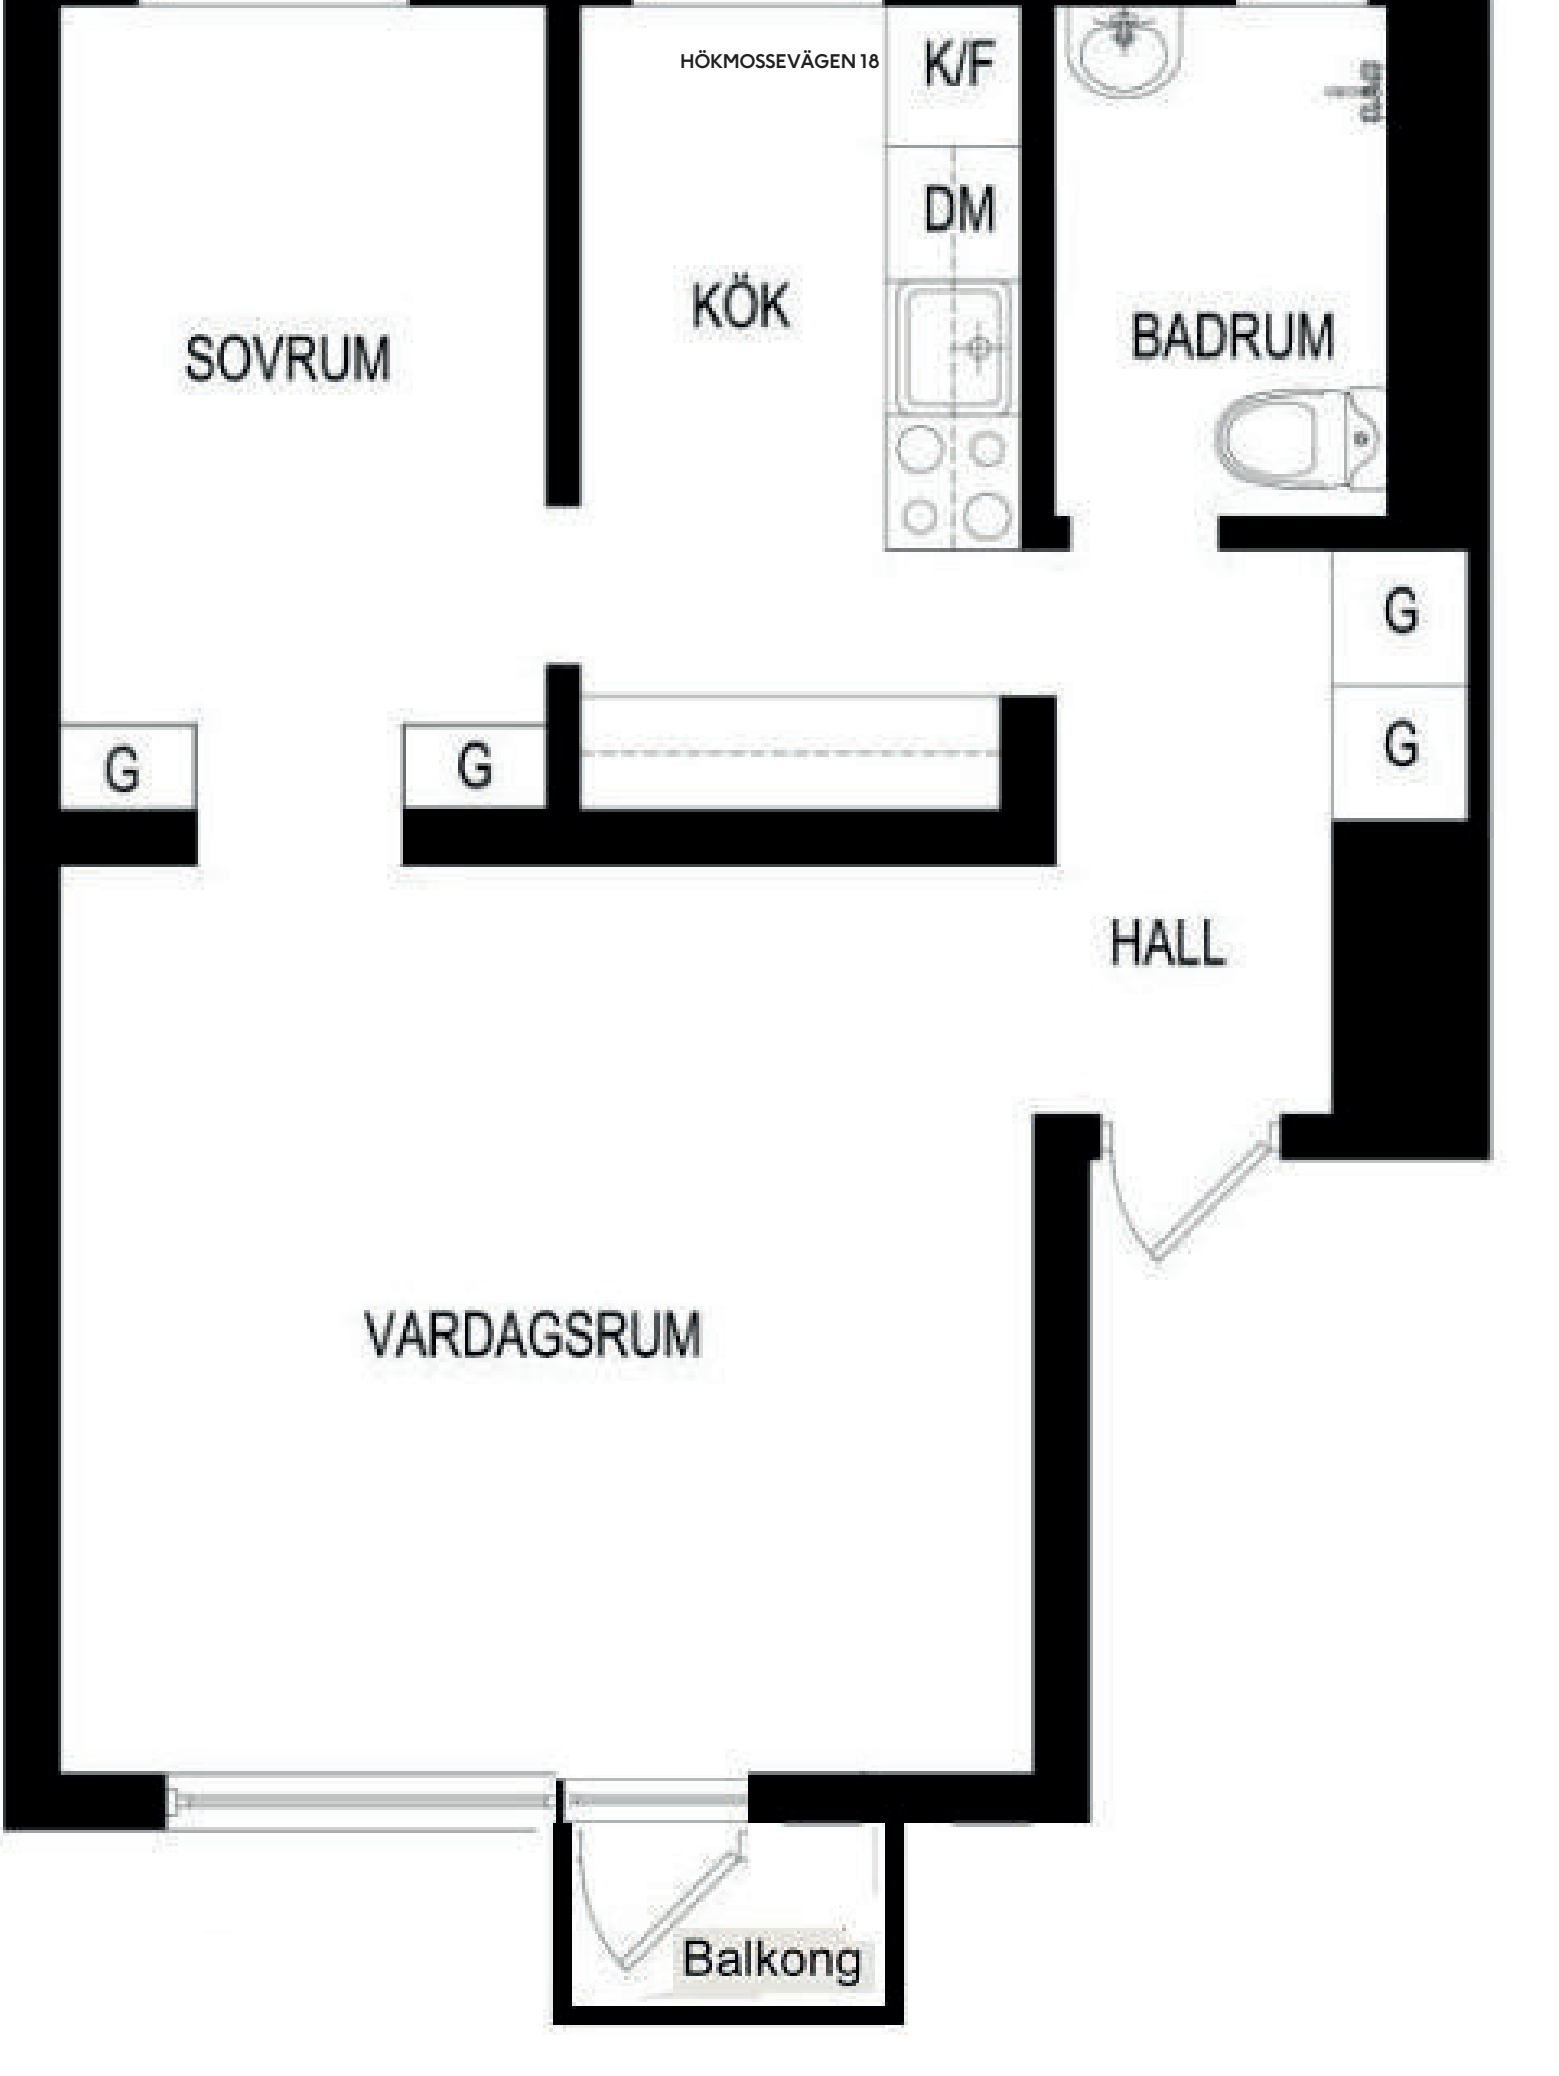 HÖKMOSSEVÄGEN 18
K/F
DM
KÖK
SOVRUM
BADRUM
G
G
G
G
HALL
VARDAGSRUM
Balkong